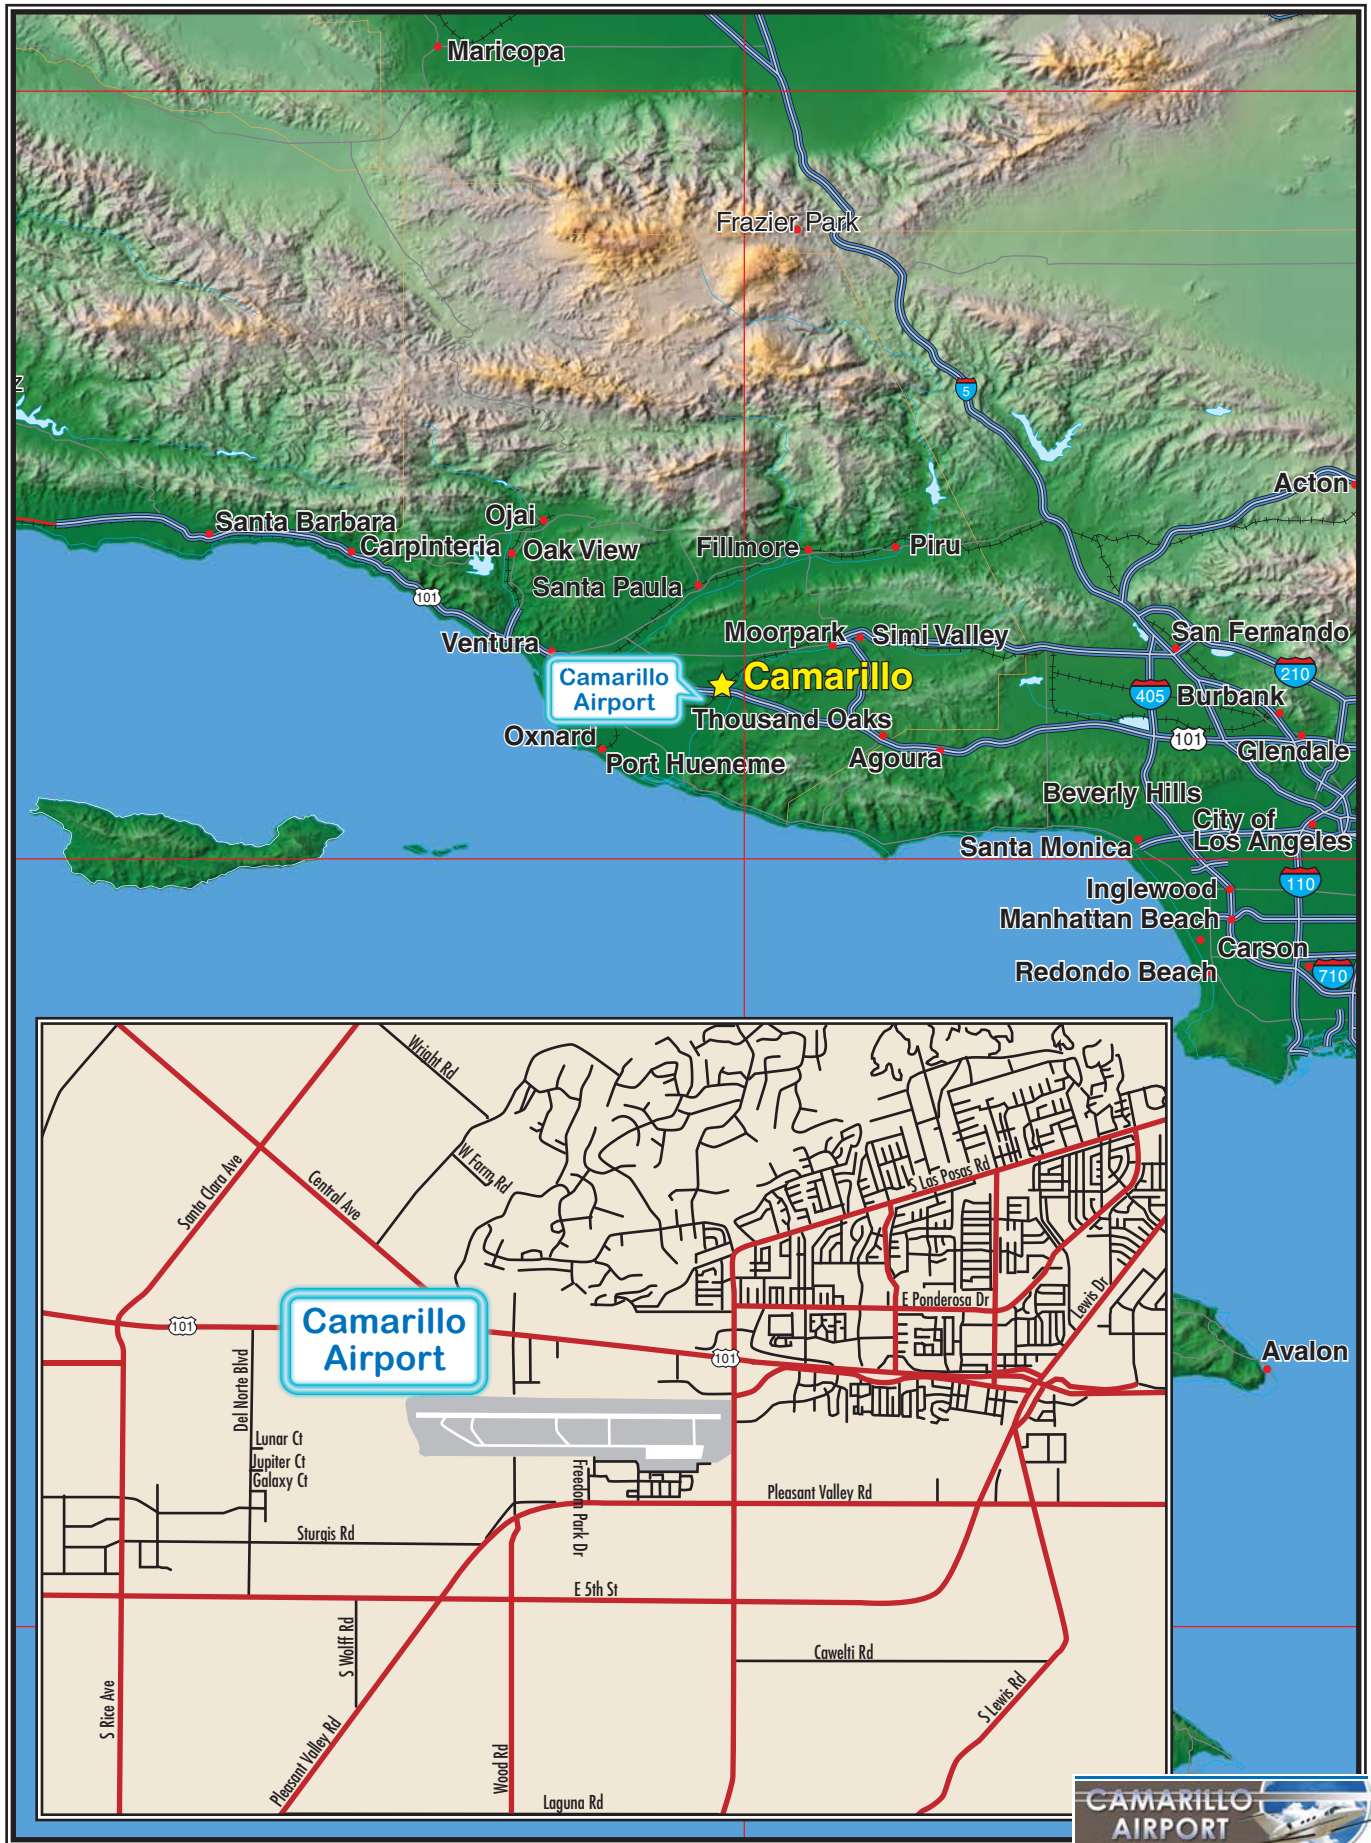 Maricopa
Frazier Park
5
Z
Acton
Santa Barbara
Ojai
Carpinteria
Oak View
Fillmore
Piru
Santa Paula
101
Ventura
Moorpark
Simi Valley
San Fernando
Camarillo
Airport
Camarillo
210
405
Burbank
Thousand Oaks
Oxnard
101
Glendale
Port Hueneme
Agoura
Beverly Hills
City of
Los Angeles
Santa Monica
Inglewood
110
Manhattan Beach
Carson
Redondo Beach
710
Wright Rd
W Farm Rd
Santa Clara Ave
Central Ave
S Las Posas Rd
E Ponderosa Dr
Lewis Dr
Camarillo
Airport
101
101
Avalon
Del Norte Blvd
Lunar Ct
Jupiter Ct
Galaxy Ct
Freedom Park Dr
Pleasant Valley Rd
Sturgis Rd
E 5th St
S Wolff Rd
Cawelti Rd
S Rice Ave
Pleasant Valley Rd
Wood Rd
S Lewis Rd
Laguna Rd
CAMARILLO
AIRPORT